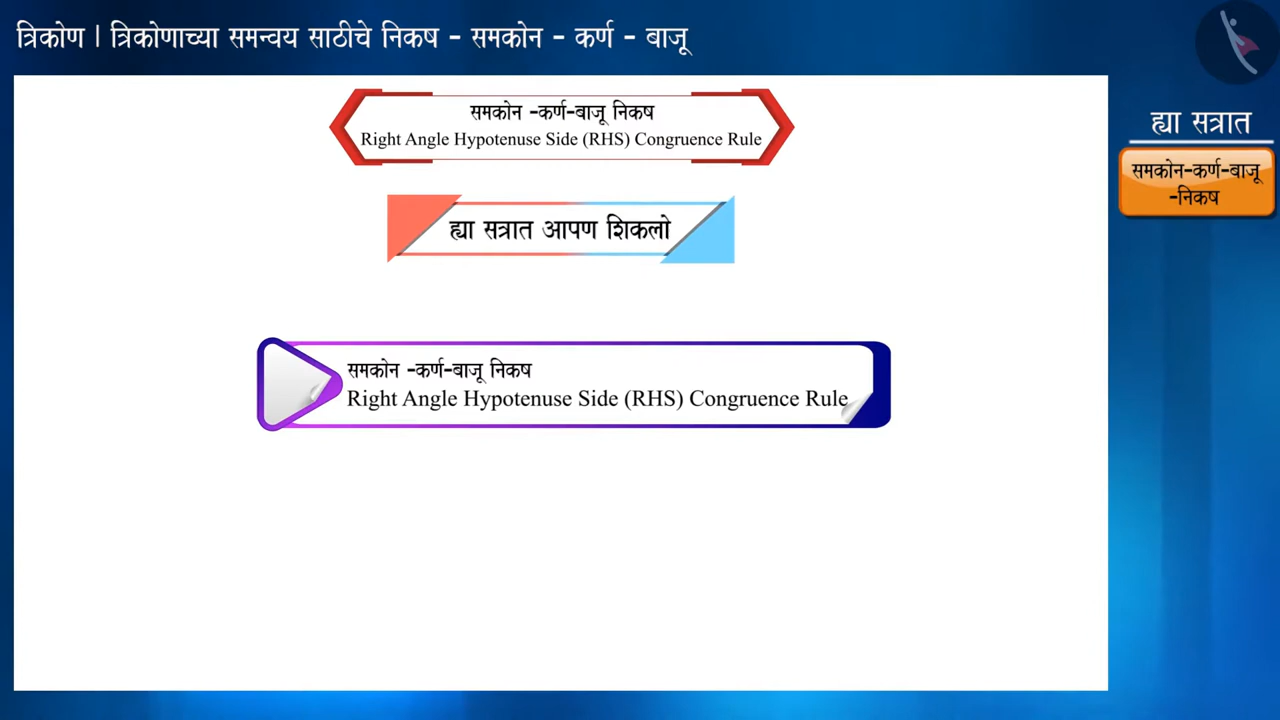 त्रिकोण । त्रिकोणाच्या समन्वय साठीचे निकष - समकोन - कर्ण - बाजू
समकोन -कर्ण-बाजू निकष
Right Angle Hypotenuse Side (RHS) Congruence Rule
ह्या सत्रात आपण शिकलो
समकोन -कर्ण-बाजू निकष
Right Angle Hypotenuse Side (RHS) Congruence Rule
ह्या सत्रात
समकोन-कर्ण-बाजू
-निकष